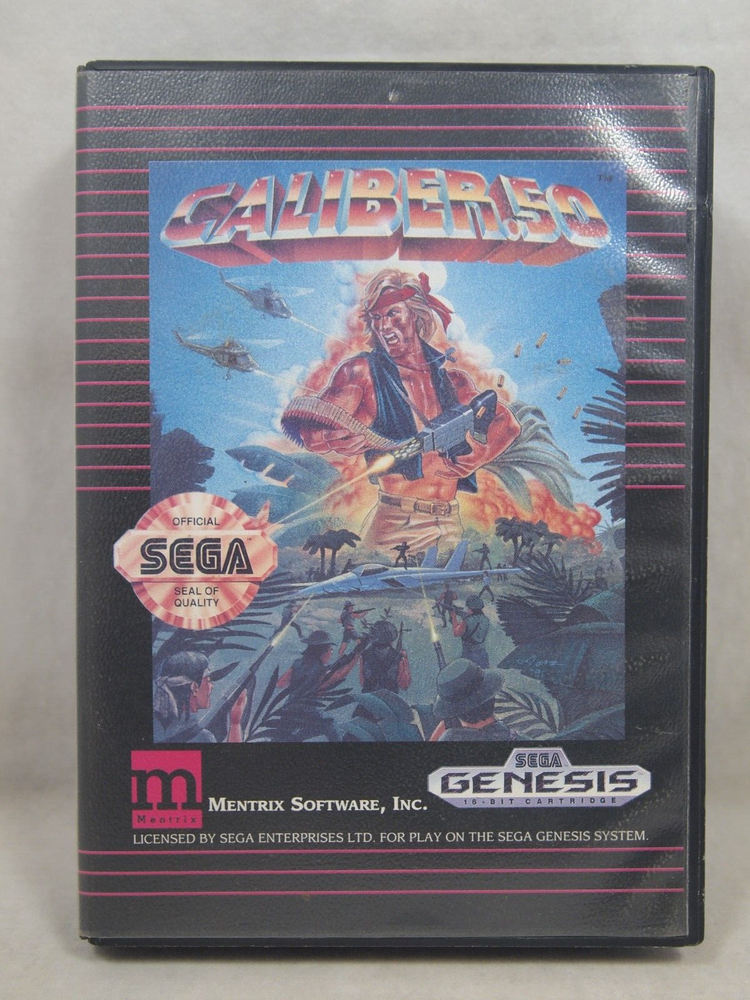 CALIBER.50 TM
OFFICIAL
SEGA TM
SEAL OF
QUALITY
m
Mentrix
MENTRIX SOFTWARE, INC.
SEGA
GENESIS
16-BIT CARTRIDGE
LICENSED BY SEGA ENTERPRISES LTD. FOR PLAY ON THE SEGA GENESIS SYSTEM.